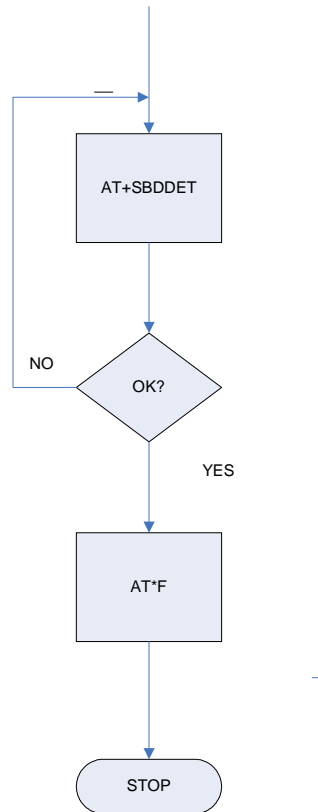 AT+SBDDET
OK?
NO
YES
AT*F
STOP